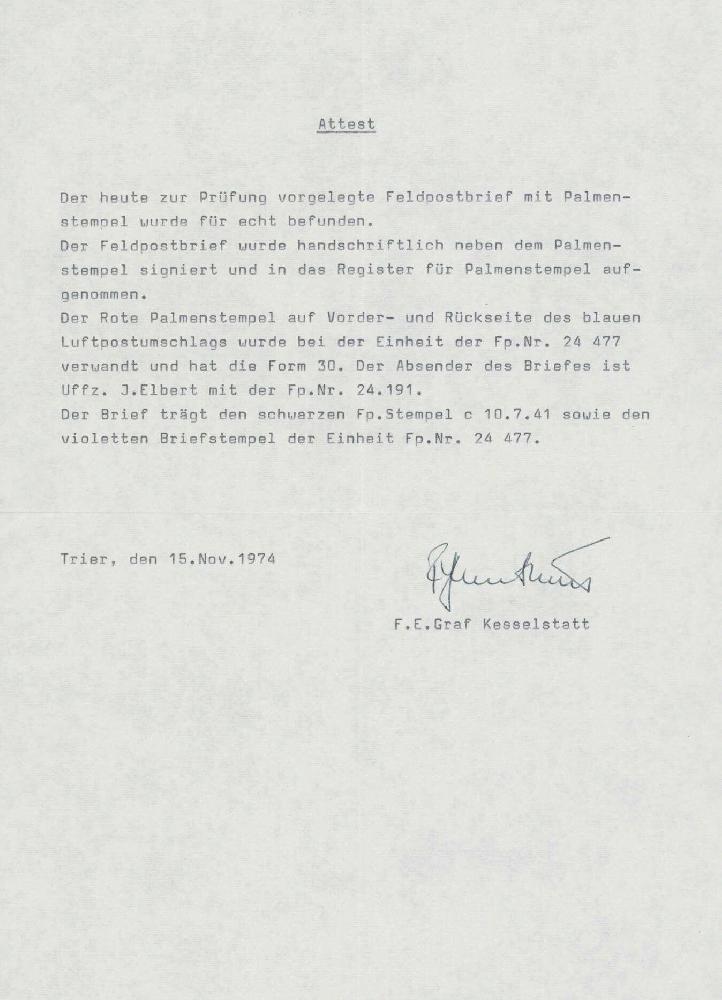 Attest
Der heute zur Prüfung vorgelegte Feldpostbrief mit Palmen-
stempel wurde für echt befunden.
Der Feldpostbrief wurde handschriftlich neben dem Palmen-
stempel signiert und in das Register für Palmenstempel auf-
genommen.
Der Rote Palmenstempel auf Vorder- und Rückseite des blauen
Luftpostumschlags wurde bei der Einheit der Fp.Nr. 24 477
verwandt und hat die Form 30. Der Absender des Briefes ist
Uffz. J.Elbert mit der Fp.Nr. 24.191.
Der Brief trägt den schwarzen Fp.Stempel c 10.7.41 sowie den
violetten Briefstempel der Einheit Fp.Nr. 24 477.
Trier, den 15.Nov.1974
F.E.Graf Kesselstatt